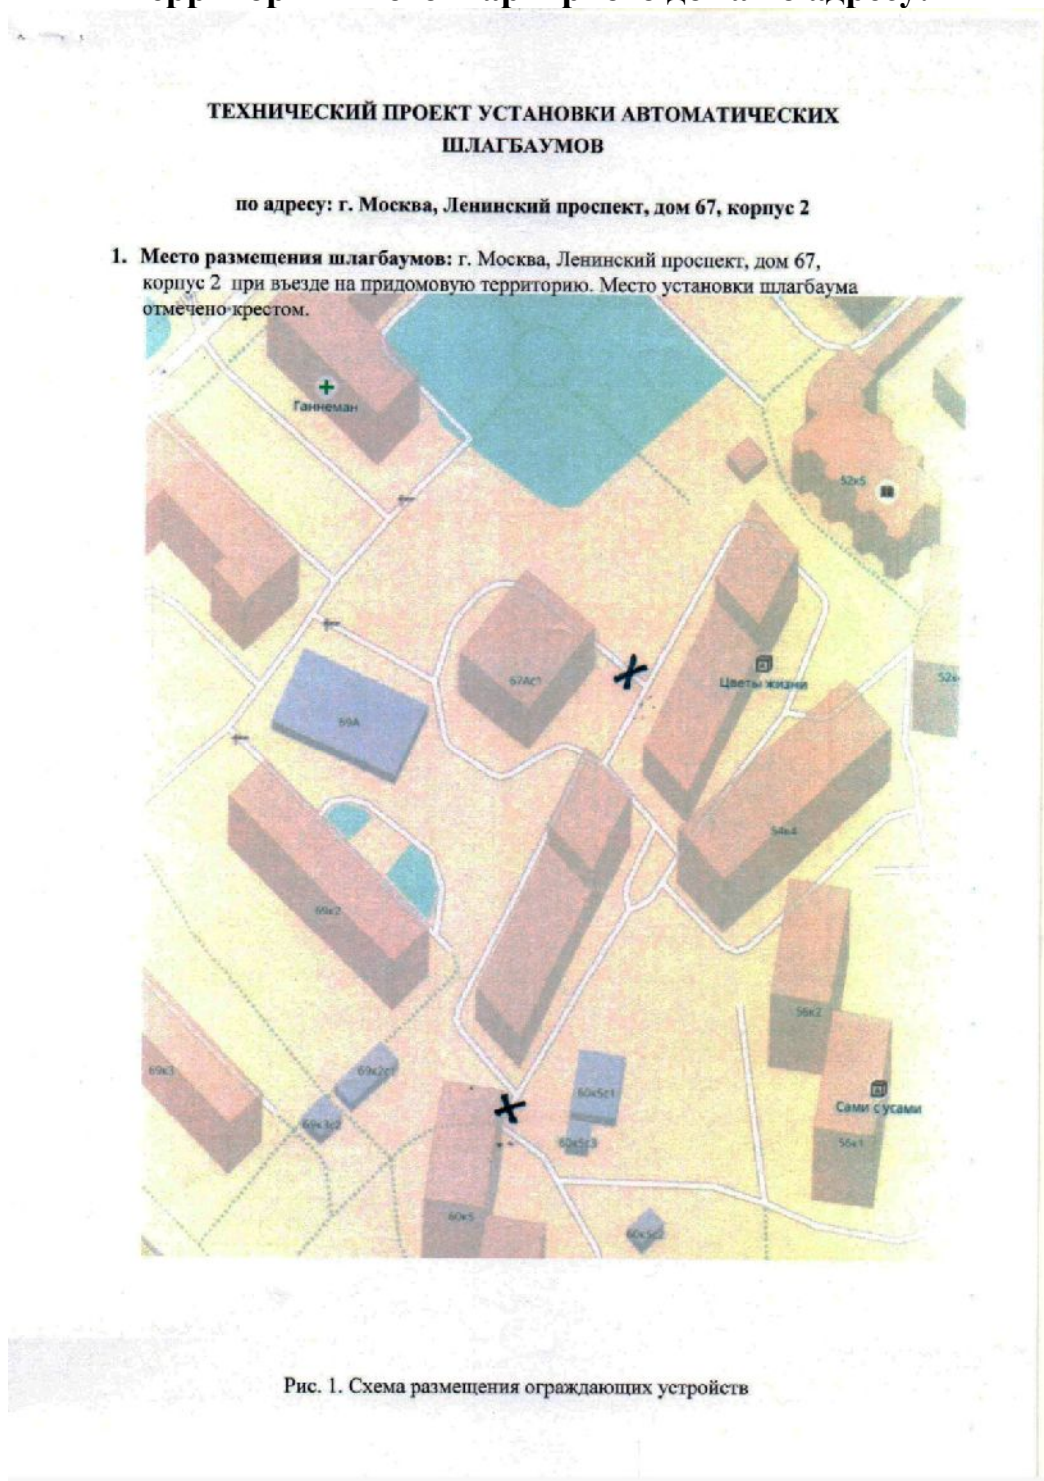 ТЕХНИЧЕСКИЙ ПРОЕКТ УСТАНОВКИ АВТОМАТИЧЕСКИХ
ШЛАГБАУМОВ
по адресу: г. Москва, Ленинский проспект, дом 67, корпус 2
1. Место размещения шлагбаумов: г. Москва, Ленинский проспект, дом 67,
корпус 2 при въезде на придомовую территорию. Место установки шлагбаума
отмечено крестом.
Ганнеман
52к5
67Ас1
Цветы жизни
69А
54к4
69к2
56к2
69к3
69к2с1
60к5с1
Сами с усами
69к3с2
60к5с3
56к1
60к5
60к5с2
Рис. 1. Схема размещения ограждающих устройств